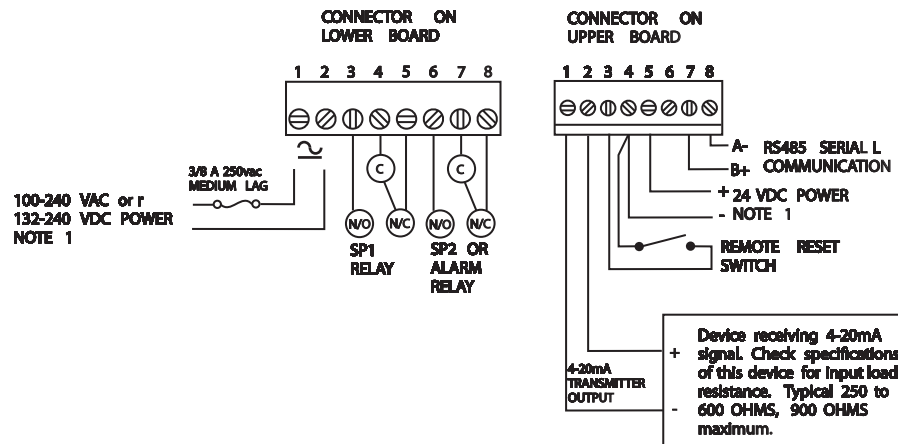 CONNECTOR ON
LOWER BOARD
1 2 3 4 5 6 7 8
3/8 A 250vac
MEDIUM LAG
100-240 VAC or r
132-240 VDC POWER
NOTE 1
C
C
N/O
N/C
N/O
N/C
SP1
RELAY
SP2 OR
ALARM
RELAY
CONNECTOR ON
UPPER BOARD
1 2 3 4 5 6 7 8
A- RS485 SERIAL L
B+ COMMUNICATION
+ 24 VDC POWER
- NOTE 1
REMOTE RESET
SWITCH
4-20mA
TRANSMITTER
OUTPUT
+
-
Device receiving 4-20mA
signal. Check specifications
of this device for input load
resistance. Typical 250 to
600 OHMS, 900 OHMS
maximum.